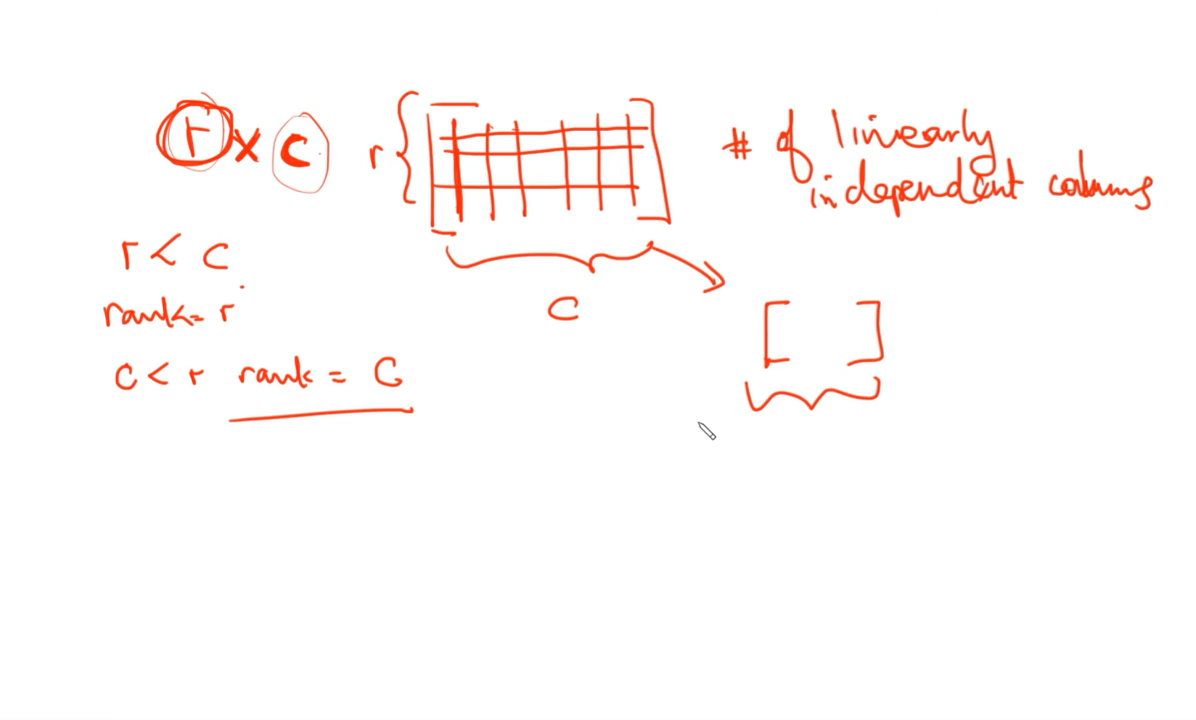 r × c
r
# of linearly
independent columns
r < c
rank = r
c
c < r rank = C